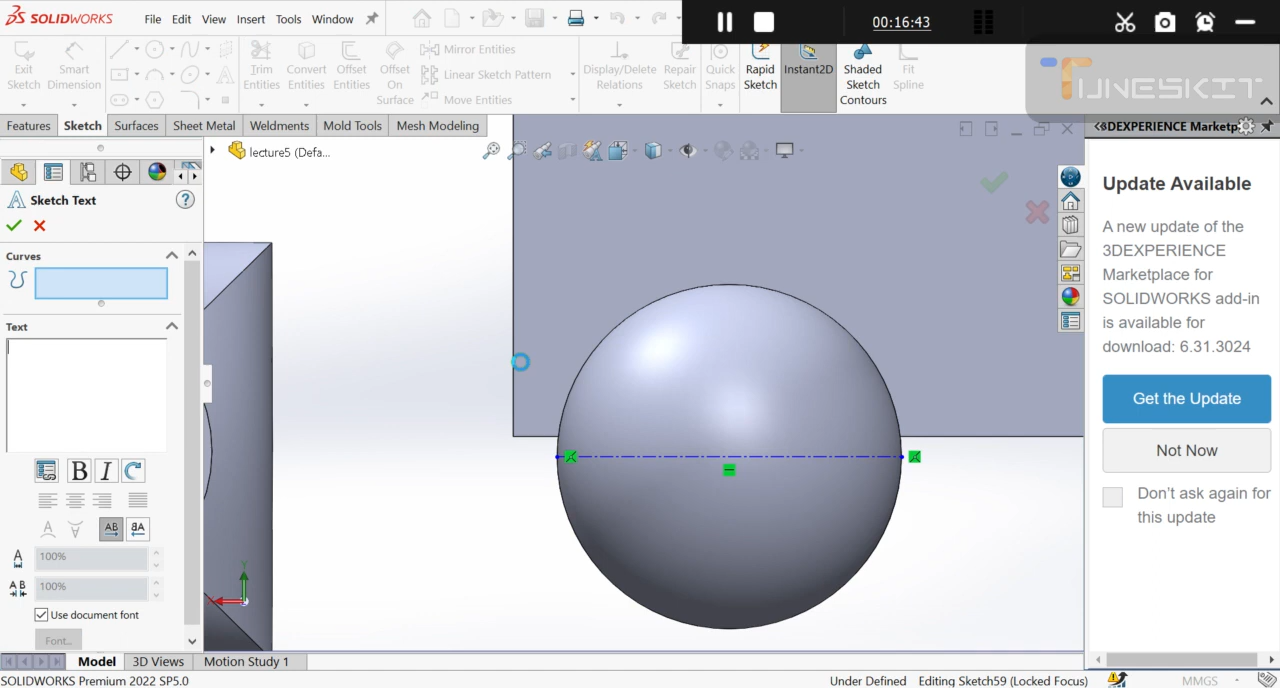 SOLIDWORKS
File Edit View Insert Tools Window
00:16:43
Exit Sketch
Smart Dimension
Trim Entities
Convert Entities
Offset Entities
Offset On Surface
Mirror Entities
Linear Sketch Pattern
Move Entities
Display/Delete Relations
Repair Sketch
Quick Snaps
Rapid Sketch
Instant2D
Shaded Sketch Contours
Fit Spline
TUNESKIT
Features Sketch Surfaces Sheet Metal Weldments Mold Tools Mesh Modeling
3DEXPERIENCE Marketp
lecture5 (Defa...
Sketch Text
Curves
Text
B I
AB
100%
AB
100%
Use document font
Font...
Y
Update Available
A new update of the
3DEXPERIENCE
Marketplace for
SOLIDWORKS add-in
is available for
download: 6.31.3024
Get the Update
Not Now
Don't ask again for
this update
Model 3D Views Motion Study 1
SOLIDWORKS Premium 2022 SP5.0
Under Defined Editing Sketch59 (Locked Focus) MMGS